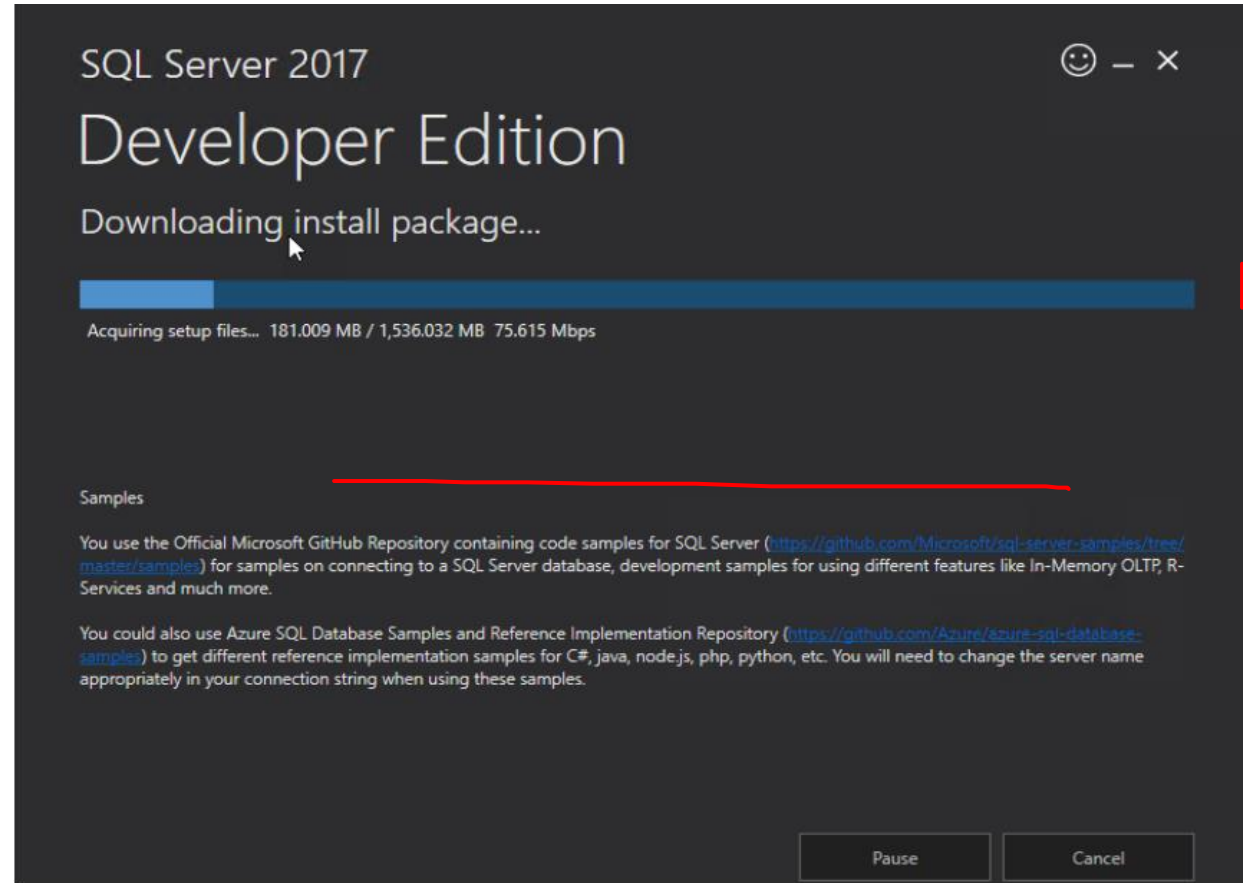 SQL Server 2017
Developer Edition
Downloading install package...
Acquiring setup files... 181.009 MB / 1,536.032 MB 75.615 Mbps
Samples
You use the Official Microsoft GitHub Repository containing code samples for SQL Server (https://github.com/Microsoft/sql-server-samples/tree/
master/samples) for samples on connecting to a SQL Server database, development samples for using different features like In-Memory OLTP, R-
Services and much more.
You could also use Azure SQL Database Samples and Reference Implementation Repository (https://github.com/Azure/azure-sql-database-
samples) to get different reference implementation samples for C#, java, node.js, php, python, etc. You will need to change the server name
appropriately in your connection string when using these samples.
Pause
Cancel